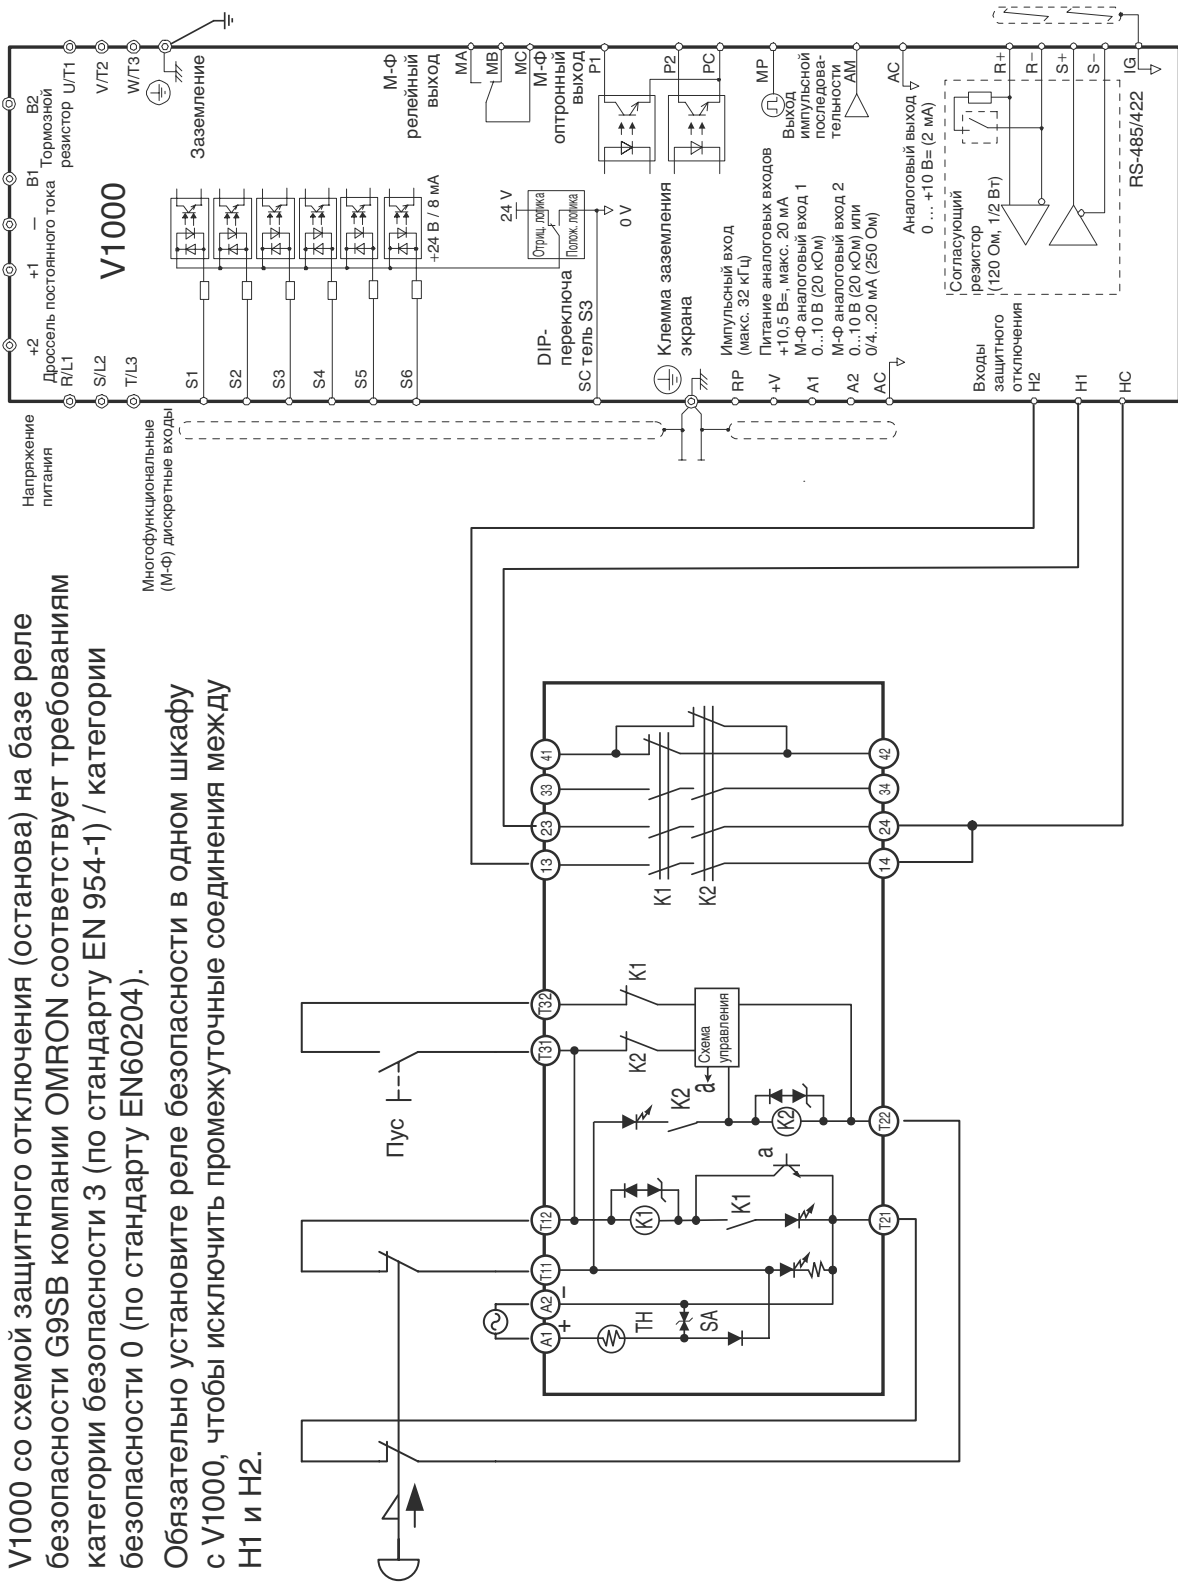 V1000 со схемой защитного отключения (останова) на базе реле
безопасности G9SB компании OMRON соответствует требованиям
категории безопасности 3 (по стандарту EN 954-1) / категории
безопасности 0 (по стандарту EN60204).
Обязательно установите реле безопасности в одном шкафу
с V1000, чтобы исключить промежуточные соединения между
H1 и H2.
Напряжение
питания
Многофункциональные
(М-Ф) дискретные входы
+2
+1
—
B1
B2
Дроссель постоянного тока
Тормозной
резистор
R/L1
S/L2
T/L3
U/T1
V/T2
W/T3
V1000
Заземление
S1
S2
S3
S4
S5
S6
+24 В / 8 мА
М-Ф
релейный
выход
MA
MB
MC
24 V
Отриц. логика
Полож. логика
0 V
DIP-
переключа
тель S3
SC
М-Ф
оптронный
выход
P1
P2
PC
Клемма заземления
экрана
Импульсный вход
(макс. 32 кГц)
RP
Питание аналоговых входов
+10,5 В=, макс. 20 мА
+V
М-Ф аналоговый вход 1
0...10 В (20 кОм)
A1
М-Ф аналоговый вход 2
0...10 В (20 кОм) или
0/4...20 мА (250 Ом)
A2
AC
MP
Выход
импульсной
последова-
тельности
AM
AC
Аналоговый выход
0 … +10 В= (2 мА)
Согласующий
резистор
(120 Ом, 1/2 Вт)
R+
R−
S+
S−
IG
RS-485/422
Входы
защитного
отключения
H2
H1
HC
Пус
A1
A2
T11
T12
T31
T32
13
23
33
41
+
−
TH
SA
K1
K1
a
K2
K2
a
K2
K1
Схема
управления
K1
K2
T21
T22
14
24
34
42